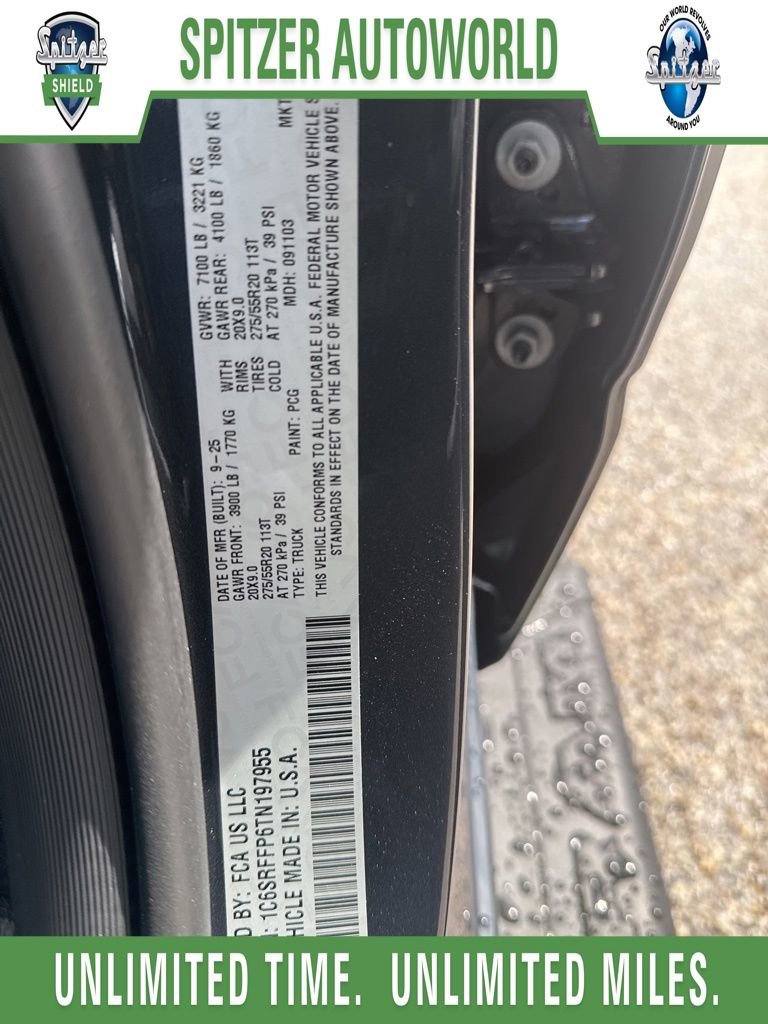 Spitzer
SHIELD
SPITZER AUTOWORLD
OUR WORLD REVOLVES
Spitzer
AROUND YOU
D BY: FCA US LLC
: 1C6SRFFP6TN197955
HICLE MADE IN: U.S.A.
DATE OF MFR (BUILT): 9-25 GVWR: 7100 LB / 3221 KG
GAWR FRONT: 3900 LB / 1770 KG WITH GAWR REAR: 4100 LB / 1860 KG
20X9.0 RIMS 20X9.0
275/55R20 113T TIRES 275/55R20 113T
AT 270 kPa / 39 PSI COLD AT 270 kPa / 39 PSI
TYPE: TRUCK PAINT: PCG MDH: 091103 MKT
THIS VEHICLE CONFORMS TO ALL APPLICABLE U.S.A. FEDERAL MOTOR VEHICLE S
STANDARDS IN EFFECT ON THE DATE OF MANUFACTURE SHOWN ABOVE.
UNLIMITED TIME. UNLIMITED MILES.